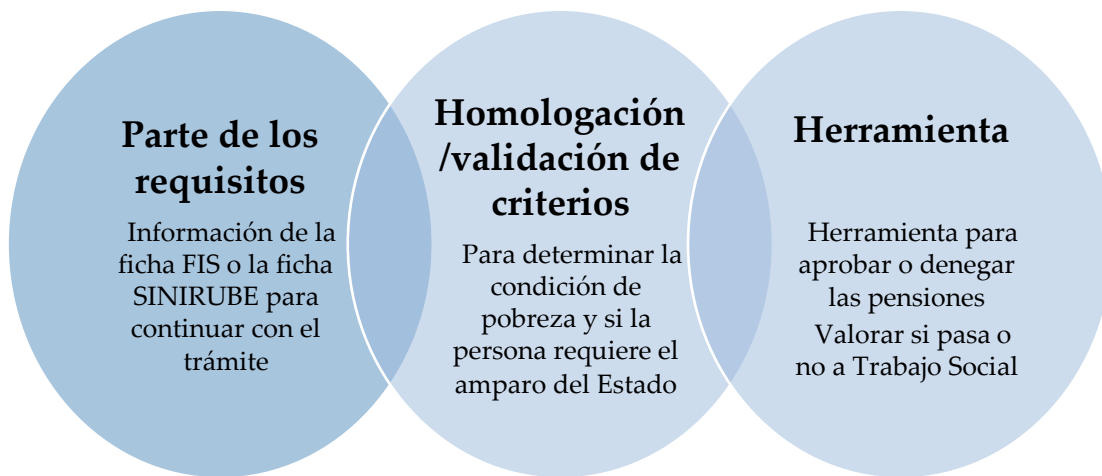 Parte de los
requisitos
Información de la
ficha FIS o la ficha
SINIRUBE para
continuar con el
trámite
Homologación
/validación de
criterios
Para determinar la
condición de
pobreza y si la
persona requiere el
amparo del Estado
Herramienta
Herramienta para
aprobar o denegar
las pensiones
Valorar si pasa o
no a Trabajo Social